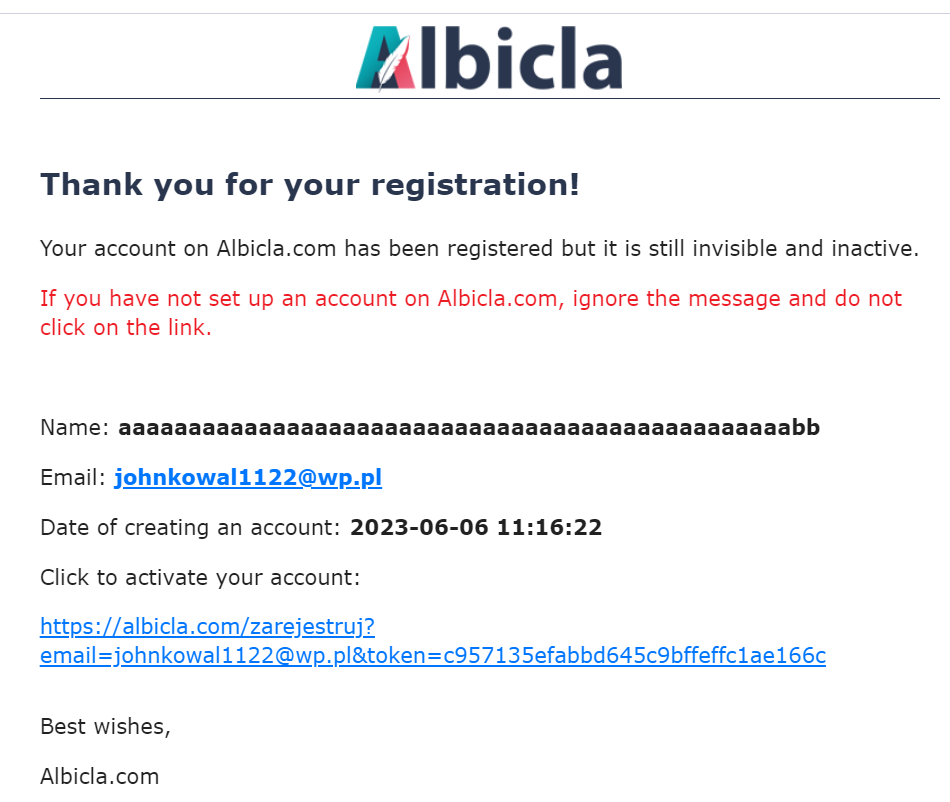 Albicla
Thank you for your registration!
Your account on Albicla.com has been registered but it is still invisible and inactive.
If you have not set up an account on Albicla.com, ignore the message and do not
click on the link.
Name: aaaaaaaaaaaaaaaaaaaaaaaaaaaaaaaaaaaaaaaaaaaaaaaabb
Email: johnkowal1122@wp.pl
Date of creating an account: 2023-06-06 11:16:22
Click to activate your account:
https://albicla.com/zarejestruj?
email=johnkowal1122@wp.pl&token=c957135efabbd645c9bffeffc1ae166c
Best wishes,
Albicla.com